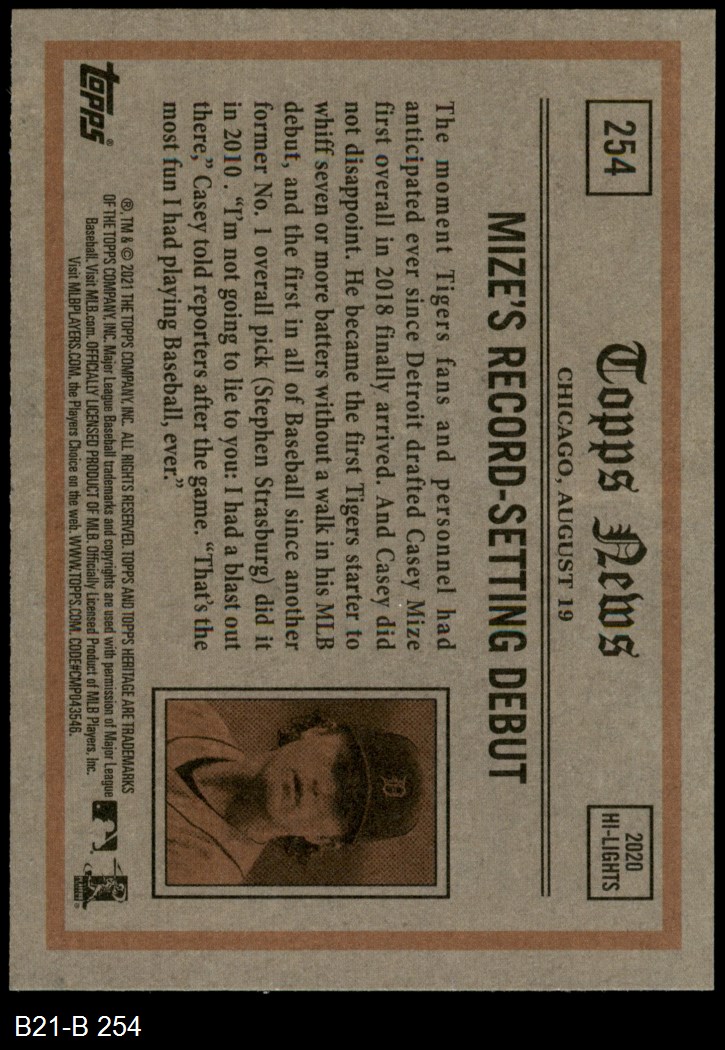 254
Topps News
2020
HI-LIGHTS
CHICAGO, AUGUST 19
MIZE'S RECORD-SETTING DEBUT
The moment Tigers fans and personnel had
anticipated ever since Detroit drafted Casey Mize
first overall in 2018 finally arrived. And Casey did
not disappoint. He became the first Tigers starter to
whiff seven or more batters without a walk in his MLB
debut, and the first in all of Baseball since another
former No. 1 overall pick (Stephen Strasburg) did it
in 2010 . “I'm not going to lie to you: I had a blast out
there,” Casey told reporters after the game. “That's the
most fun I had playing Baseball, ever.”
D
topps®
®, TM & © 2021 THE TOPPS COMPANY, INC. ALL RIGHTS RESERVED. TOPPS AND TOPPS HERITAGE ARE TRADEMARKS
OF THE TOPPS COMPANY, INC. Major League Baseball trademarks and copyrights are used with permission of Major League
Baseball. Visit MLB.com. OFFICIALLY LICENSED PRODUCT OF MLB. Officially Licensed Product of MLB Players, Inc.
Visit MLBPLAYERS.COM, the Players Choice on the web. WWW.TOPPS.COM. CODE#CMP043546.
B21-B 254